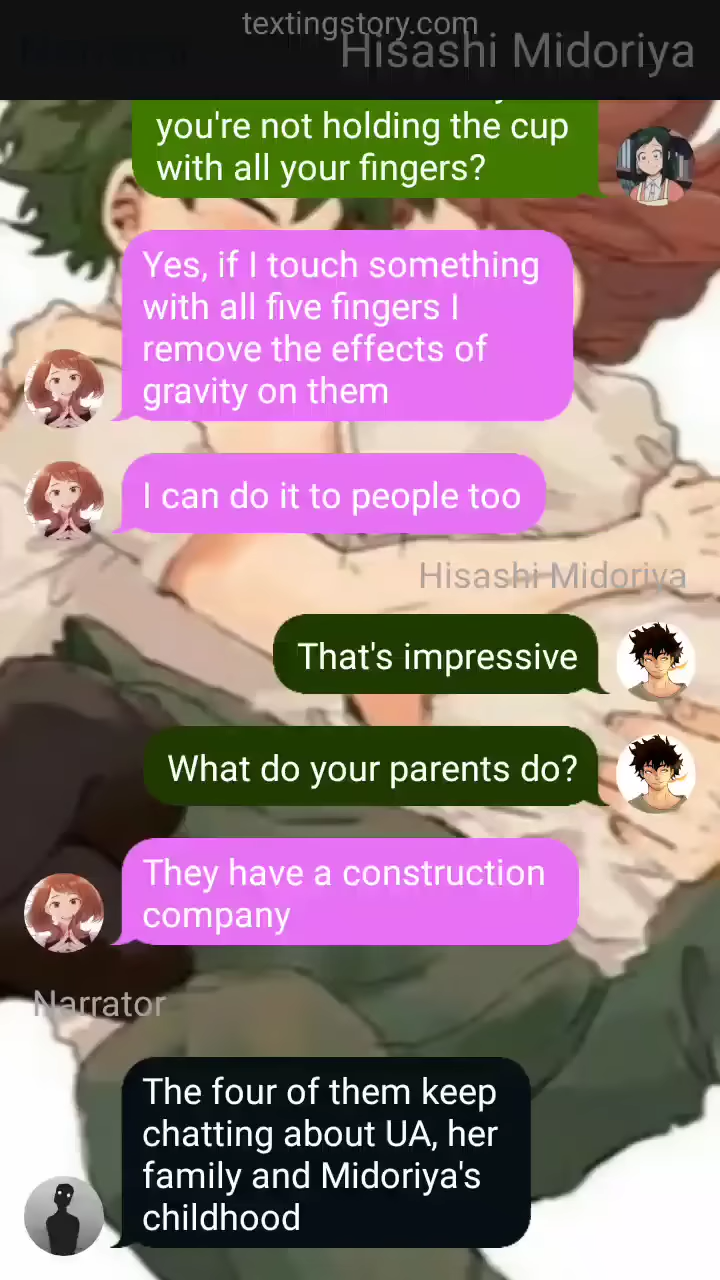 textingstory.com
Hisashi Midoriya
you're not holding the cup
with all your fingers?
Yes, if I touch something
with all five fingers I
remove the effects of
gravity on them
I can do it to people too
Hisashi Midoriya
That's impressive
What do your parents do?
They have a construction
company
Narrator
The four of them keep
chatting about UA, her
family and Midoriya's
childhood